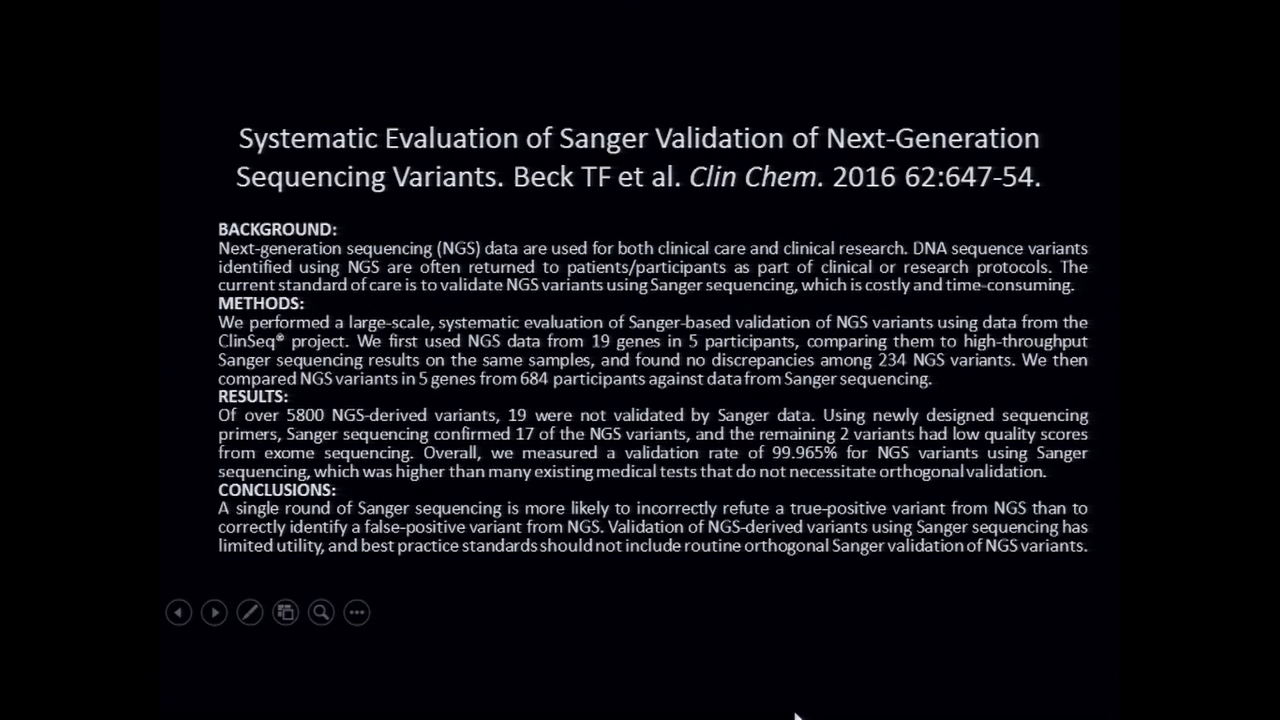 Systematic Evaluation of Sanger Validation of Next-Generation
Sequencing Variants. Beck TF et al. Clin Chem. 2016 62:647-54.
BACKGROUND:
Next-generation sequencing (NGS) data are used for both clinical care and clinical research. DNA sequence variants
identified using NGS are often returned to patients/participants as part of clinical or research protocols. The
current standard of care is to validate NGS variants using Sanger sequencing, which is costly and time-consuming.
METHODS:
We performed a large-scale, systematic evaluation of Sanger-based validation of NGS variants using data from the
ClinSeq® project. We first used NGS data from 19 genes in 5 participants, comparing them to high-throughput
Sanger sequencing results on the same samples, and found no discrepancies among 234 NGS variants. We then
compared NGS variants in 5 genes from 684 participants against data from Sanger sequencing.
RESULTS:
Of over 5800 NGS-derived variants, 19 were not validated by Sanger data. Using newly designed sequencing
primers, Sanger sequencing confirmed 17 of the NGS variants, and the remaining 2 variants had low quality scores
from exome sequencing. Overall, we measured a validation rate of 99.965% for NGS variants using Sanger
sequencing, which was higher than many existing medical tests that do not necessitate orthogonal validation.
CONCLUSIONS:
A single round of Sanger sequencing is more likely to incorrectly refute a true-positive variant from NGS than to
correctly identify a false-positive variant from NGS. Validation of NGS-derived variants using Sanger sequencing has
limited utility, and best practice standards should not include routine orthogonal Sanger validation of NGS variants.